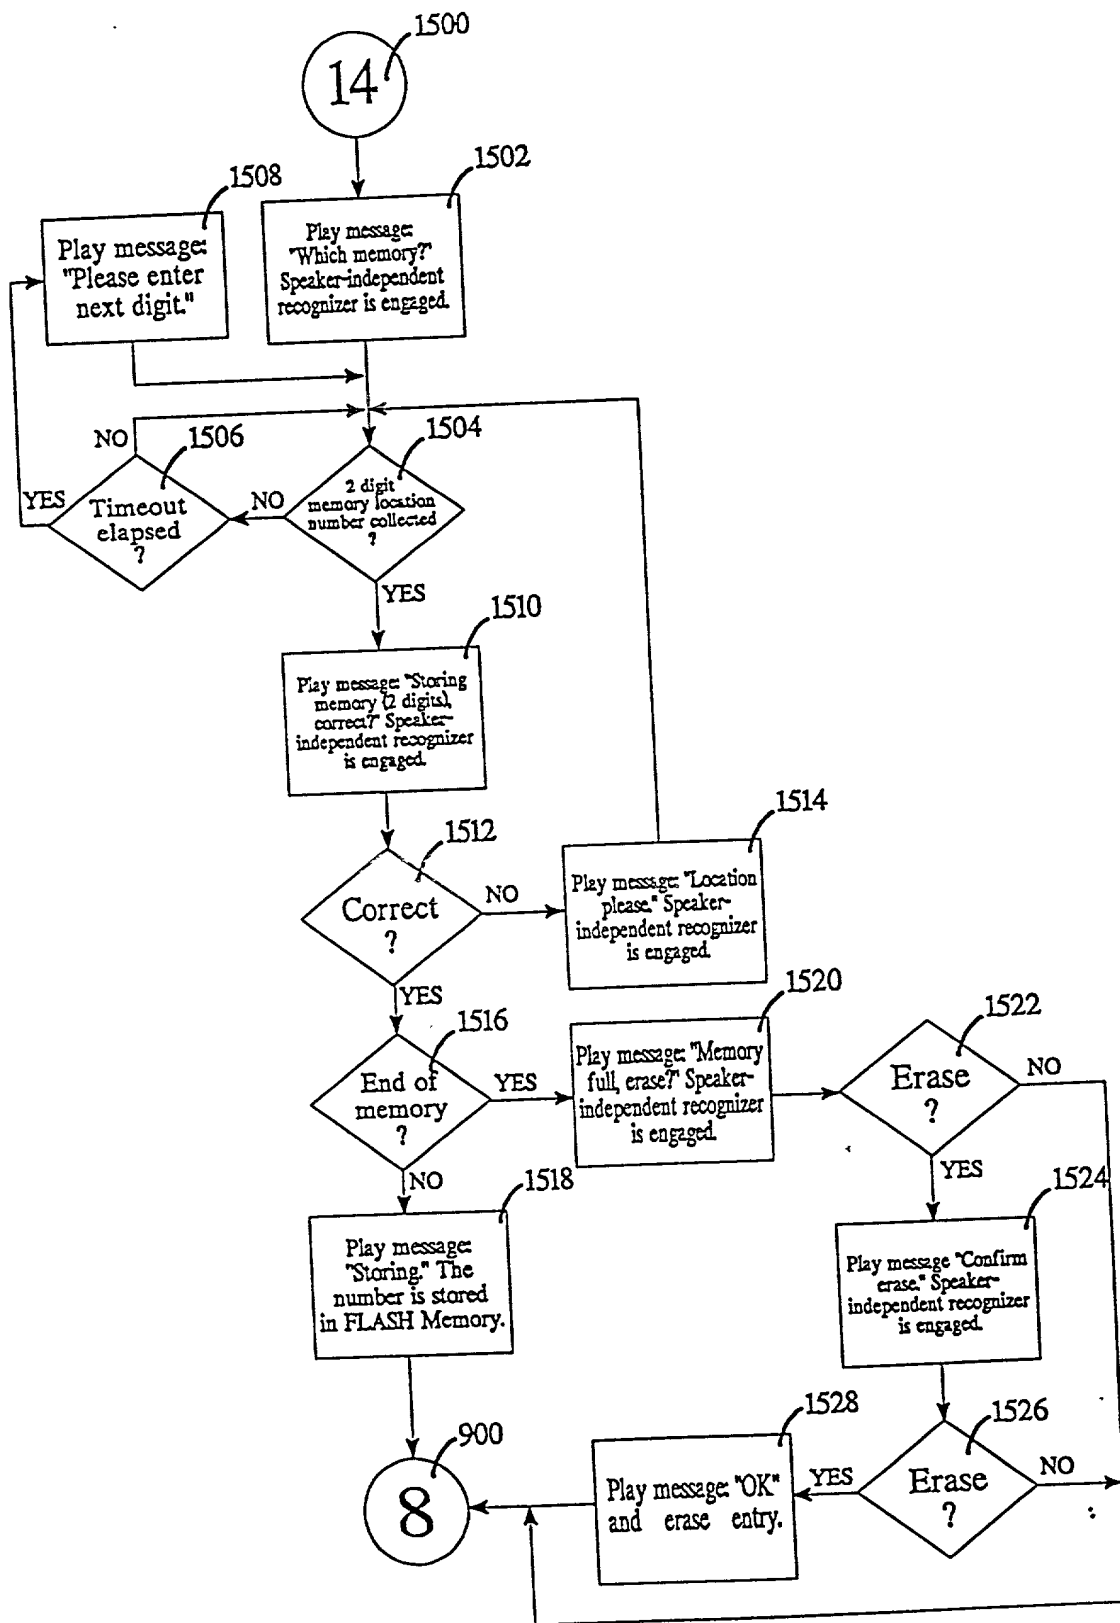 1500
14
1502
1508
Play message:
"Which memory?"
Speaker-independent
recognizer is engaged.
Play message:
"Please enter
next digit."
NO
1506
1504
YES
Timeout
elapsed
?
NO
2 digit
memory location
number collected
?
YES
1510
Play message: "Storing
memory (2 digits),
correct?" Speaker-
independent recognizer
is engaged.
1512
Correct
?
NO
1514
Play message: "Location
please." Speaker-
independent recognizer
is engaged.
YES
1516
End of
memory
?
YES
1520
Play message: "Memory
full, erase?" Speaker-
independent recognizer
is engaged.
1522
Erase
?
NO
NO
1518
Play message:
"Storing." The
number is stored
in FLASH Memory.
YES
1524
Play message "Confirm
erase." Speaker-
independent recognizer
is engaged.
900
8
1528
Play message: "OK"
and erase entry.
YES
1526
Erase
?
NO